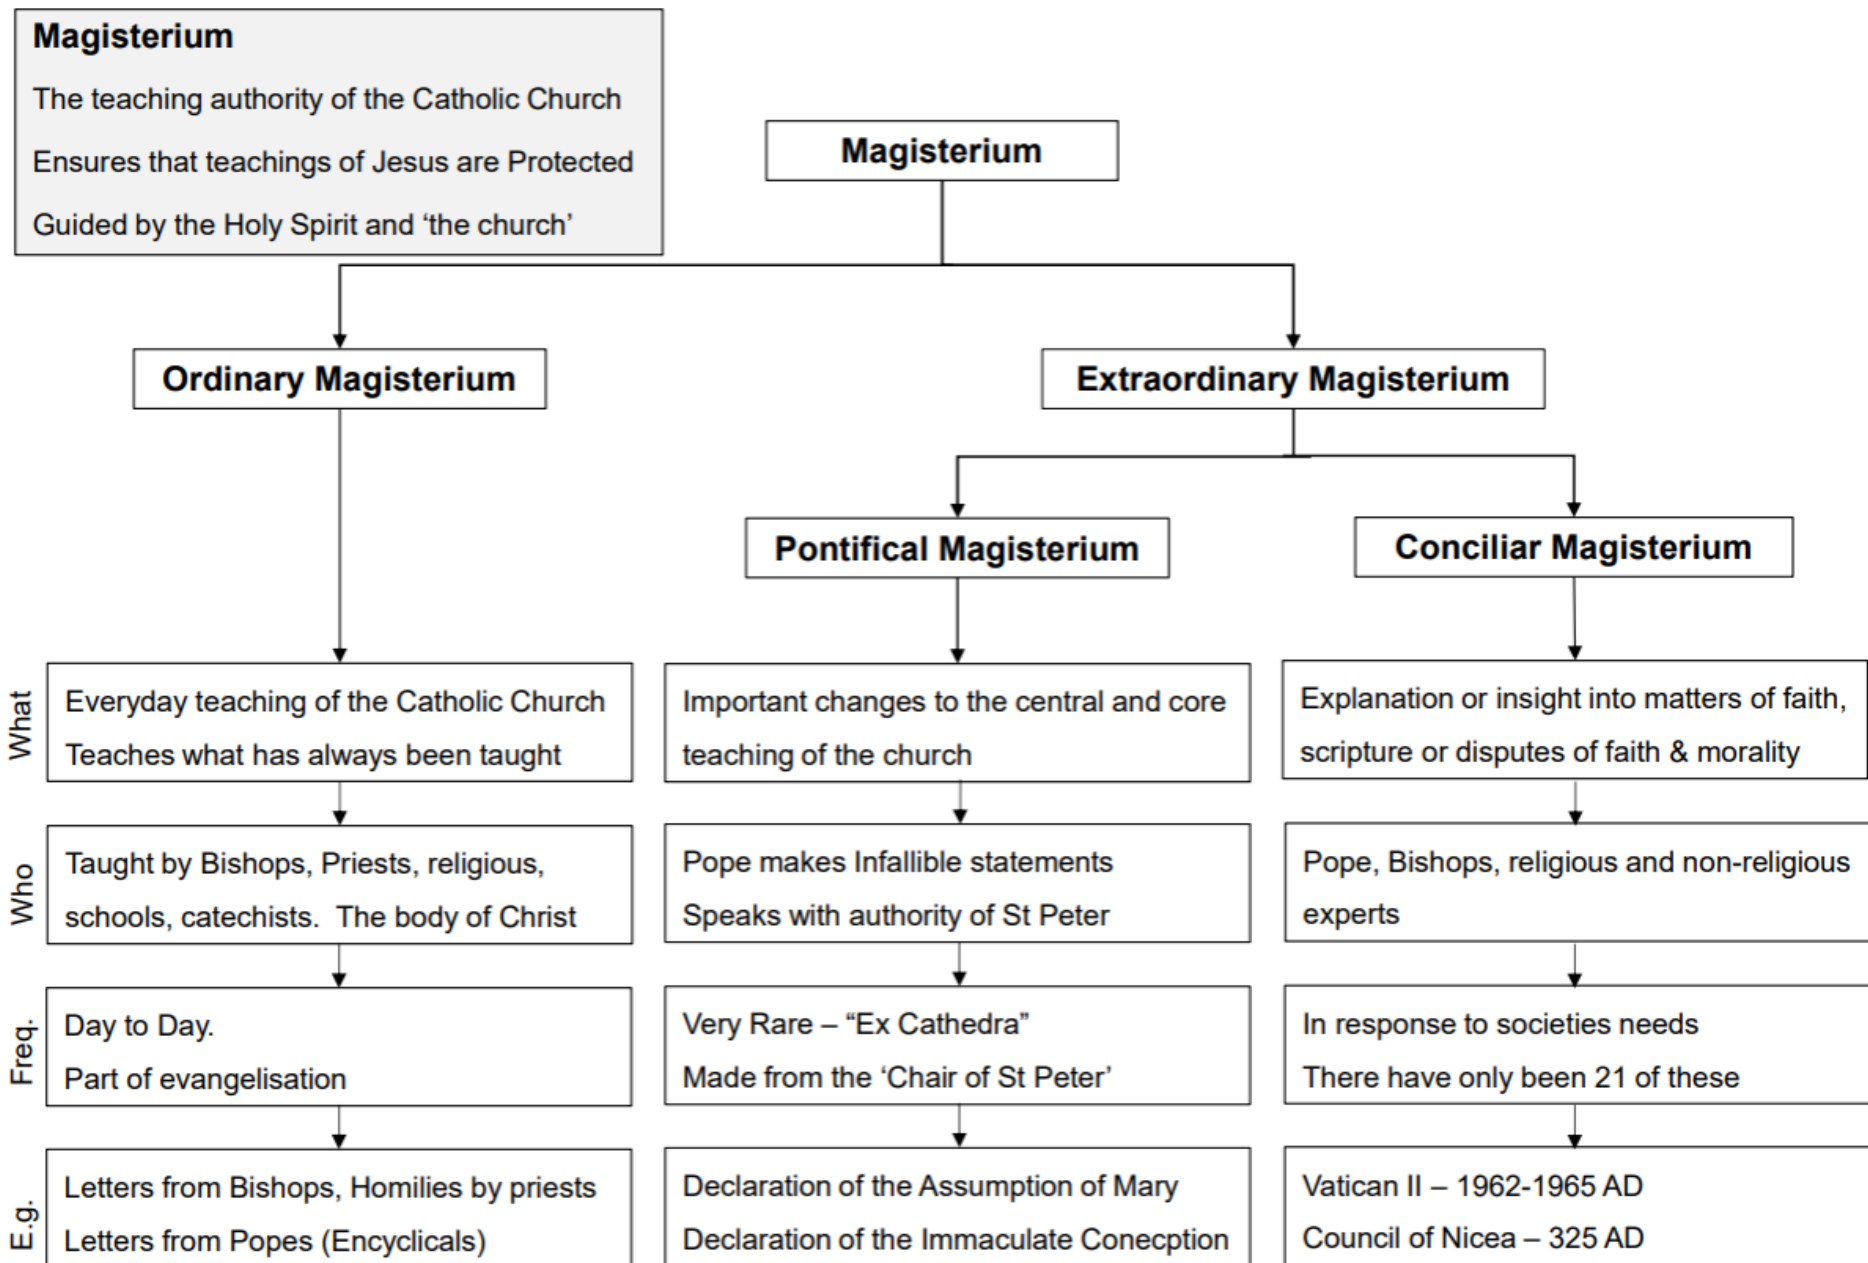 Magisterium
The teaching authority of the Catholic Church
Ensures that teachings of Jesus are Protected
Guided by the Holy Spirit and ‘the church’
Magisterium
Ordinary Magisterium
Extraordinary Magisterium
Pontifical Magisterium
Conciliar Magisterium
What
Everyday teaching of the Catholic Church
Teaches what has always been taught
Important changes to the central and core
teaching of the church
Explanation or insight into matters of faith,
scripture or disputes of faith & morality
Who
Taught by Bishops, Priests, religious,
schools, catechists.  The body of Christ
Pope makes Infallible statements
Speaks with authority of St Peter
Pope, Bishops, religious and non-religious
experts
Freq.
Day to Day.
Part of evangelisation
Very Rare – “Ex Cathedra”
Made from the ‘Chair of St Peter’
In response to societies needs
There have only been 21 of these
E.g.
Letters from Bishops, Homilies by priests
Letters from Popes (Encyclicals)
Declaration of the Assumption of Mary
Declaration of the Immaculate Conecption
Vatican II – 1962-1965 AD
Council of Nicea – 325 AD